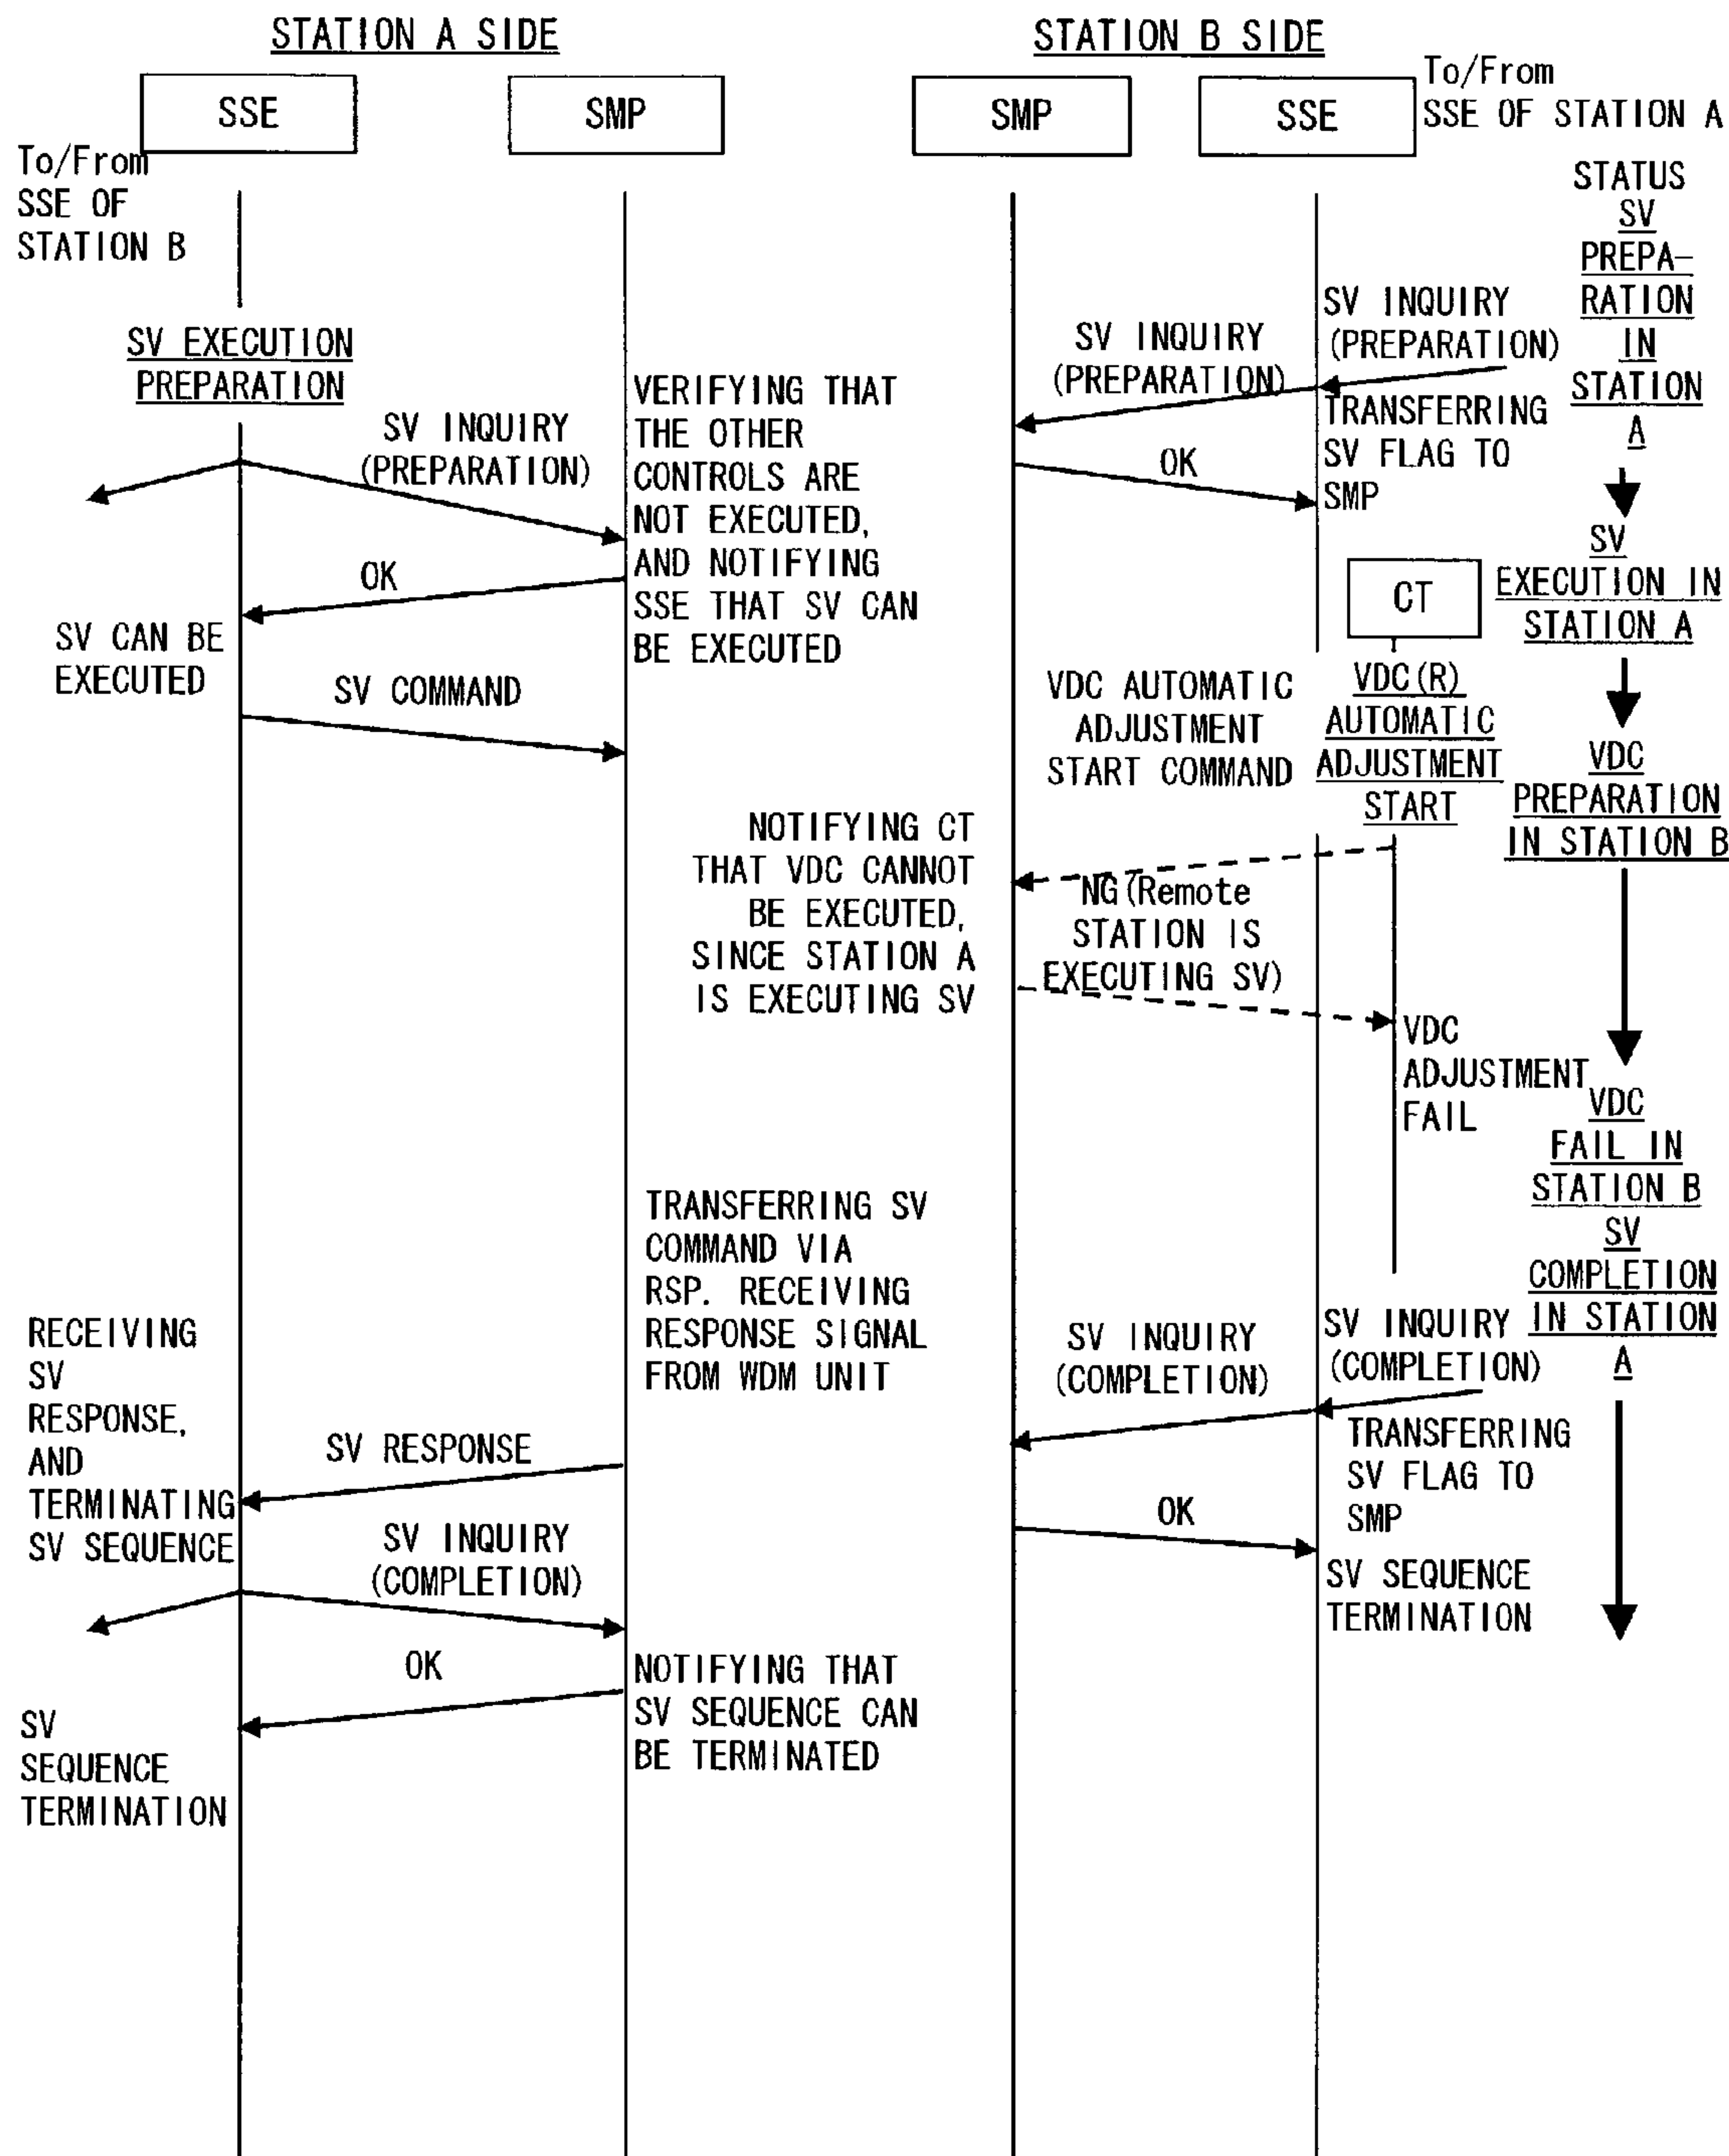 STATION A SIDE
STATION B SIDE
SSE
SMP
SMP
SSE
To/From
SSE OF STATION A
To/From
SSE OF
STATION B
STATUS
SV
PREPA-
RATION
IN
STATION
A
SV EXECUTION
PREPARATION
SV INQUIRY
(PREPARATION)
VERIFYING THAT
THE OTHER
CONTROLS ARE
NOT EXECUTED,
AND NOTIFYING
SSE THAT SV CAN
BE EXECUTED
SV INQUIRY
(PREPARATION)
SV INQUIRY
(PREPARATION)
TRANSFERRING
SV FLAG TO
SMP
OK
OK
SV CAN BE
EXECUTED
SV COMMAND
SV
EXECUTION IN
STATION A
CT
VDC AUTOMATIC
ADJUSTMENT
START COMMAND
VDC(R)
AUTOMATIC
ADJUSTMENT
START
VDC
PREPARATION
IN STATION B
NOTIFYING CT
THAT VDC CANNOT
BE EXECUTED,
SINCE STATION A
IS EXECUTING SV
NG(Remote
STATION IS
EXECUTING SV)
VDC
ADJUSTMENT
FAIL
VDC
FAIL IN
STATION B
SV
COMPLETION
IN STATION
A
TRANSFERRING SV
COMMAND VIA
RSP. RECEIVING
RESPONSE SIGNAL
FROM WDM UNIT
RECEIVING
SV
RESPONSE,
AND
TERMINATING
SV SEQUENCE
SV INQUIRY
(COMPLETION)
SV INQUIRY
(COMPLETION)
TRANSFERRING
SV FLAG TO
SMP
SV RESPONSE
OK
SV INQUIRY
(COMPLETION)
SV SEQUENCE
TERMINATION
OK
NOTIFYING THAT
SV SEQUENCE CAN
BE TERMINATED
SV
SEQUENCE
TERMINATION